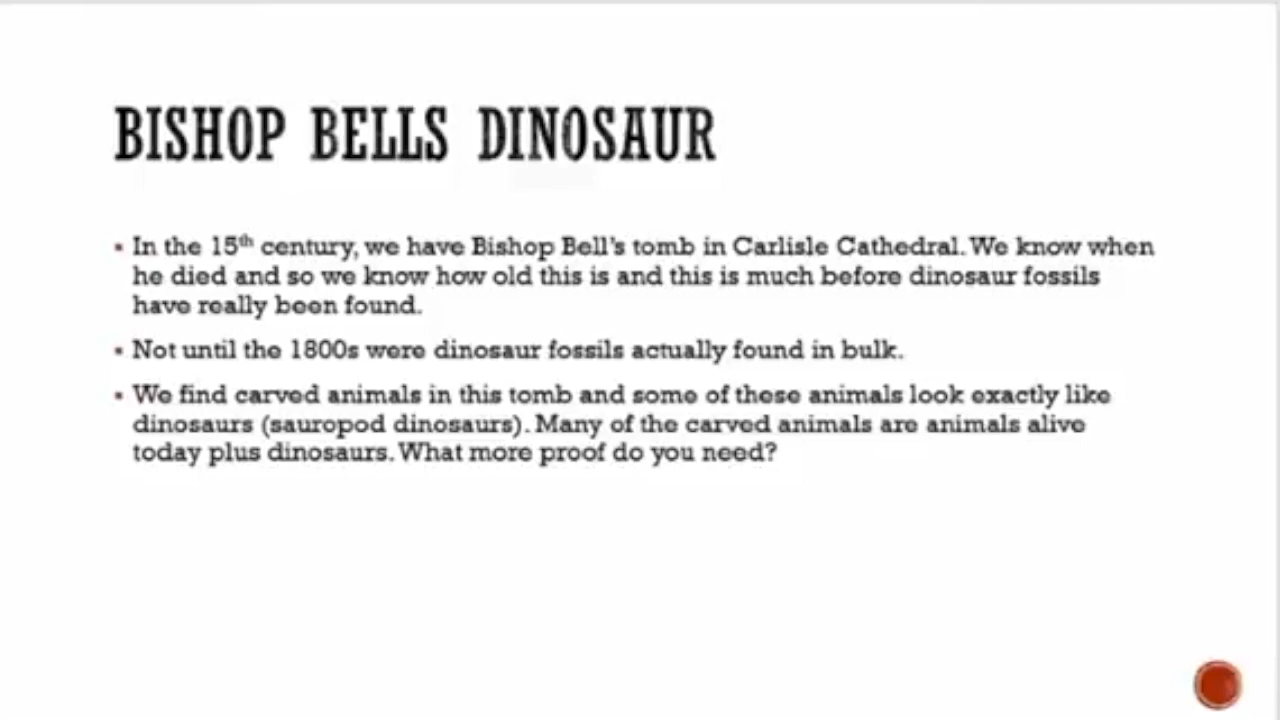 BISHOP BELLS DINOSAUR
▪ In the 15th century, we have Bishop Bell's tomb in Carlisle Cathedral. We know when
he died and so we know how old this is and this is much before dinosaur fossils
have really been found.
▪ Not until the 1800s were dinosaur fossils actually found in bulk.
▪ We find carved animals in this tomb and some of these animals look exactly like
dinosaurs (sauropod dinosaurs). Many of the carved animals are animals alive
today plus dinosaurs. What more proof do you need?